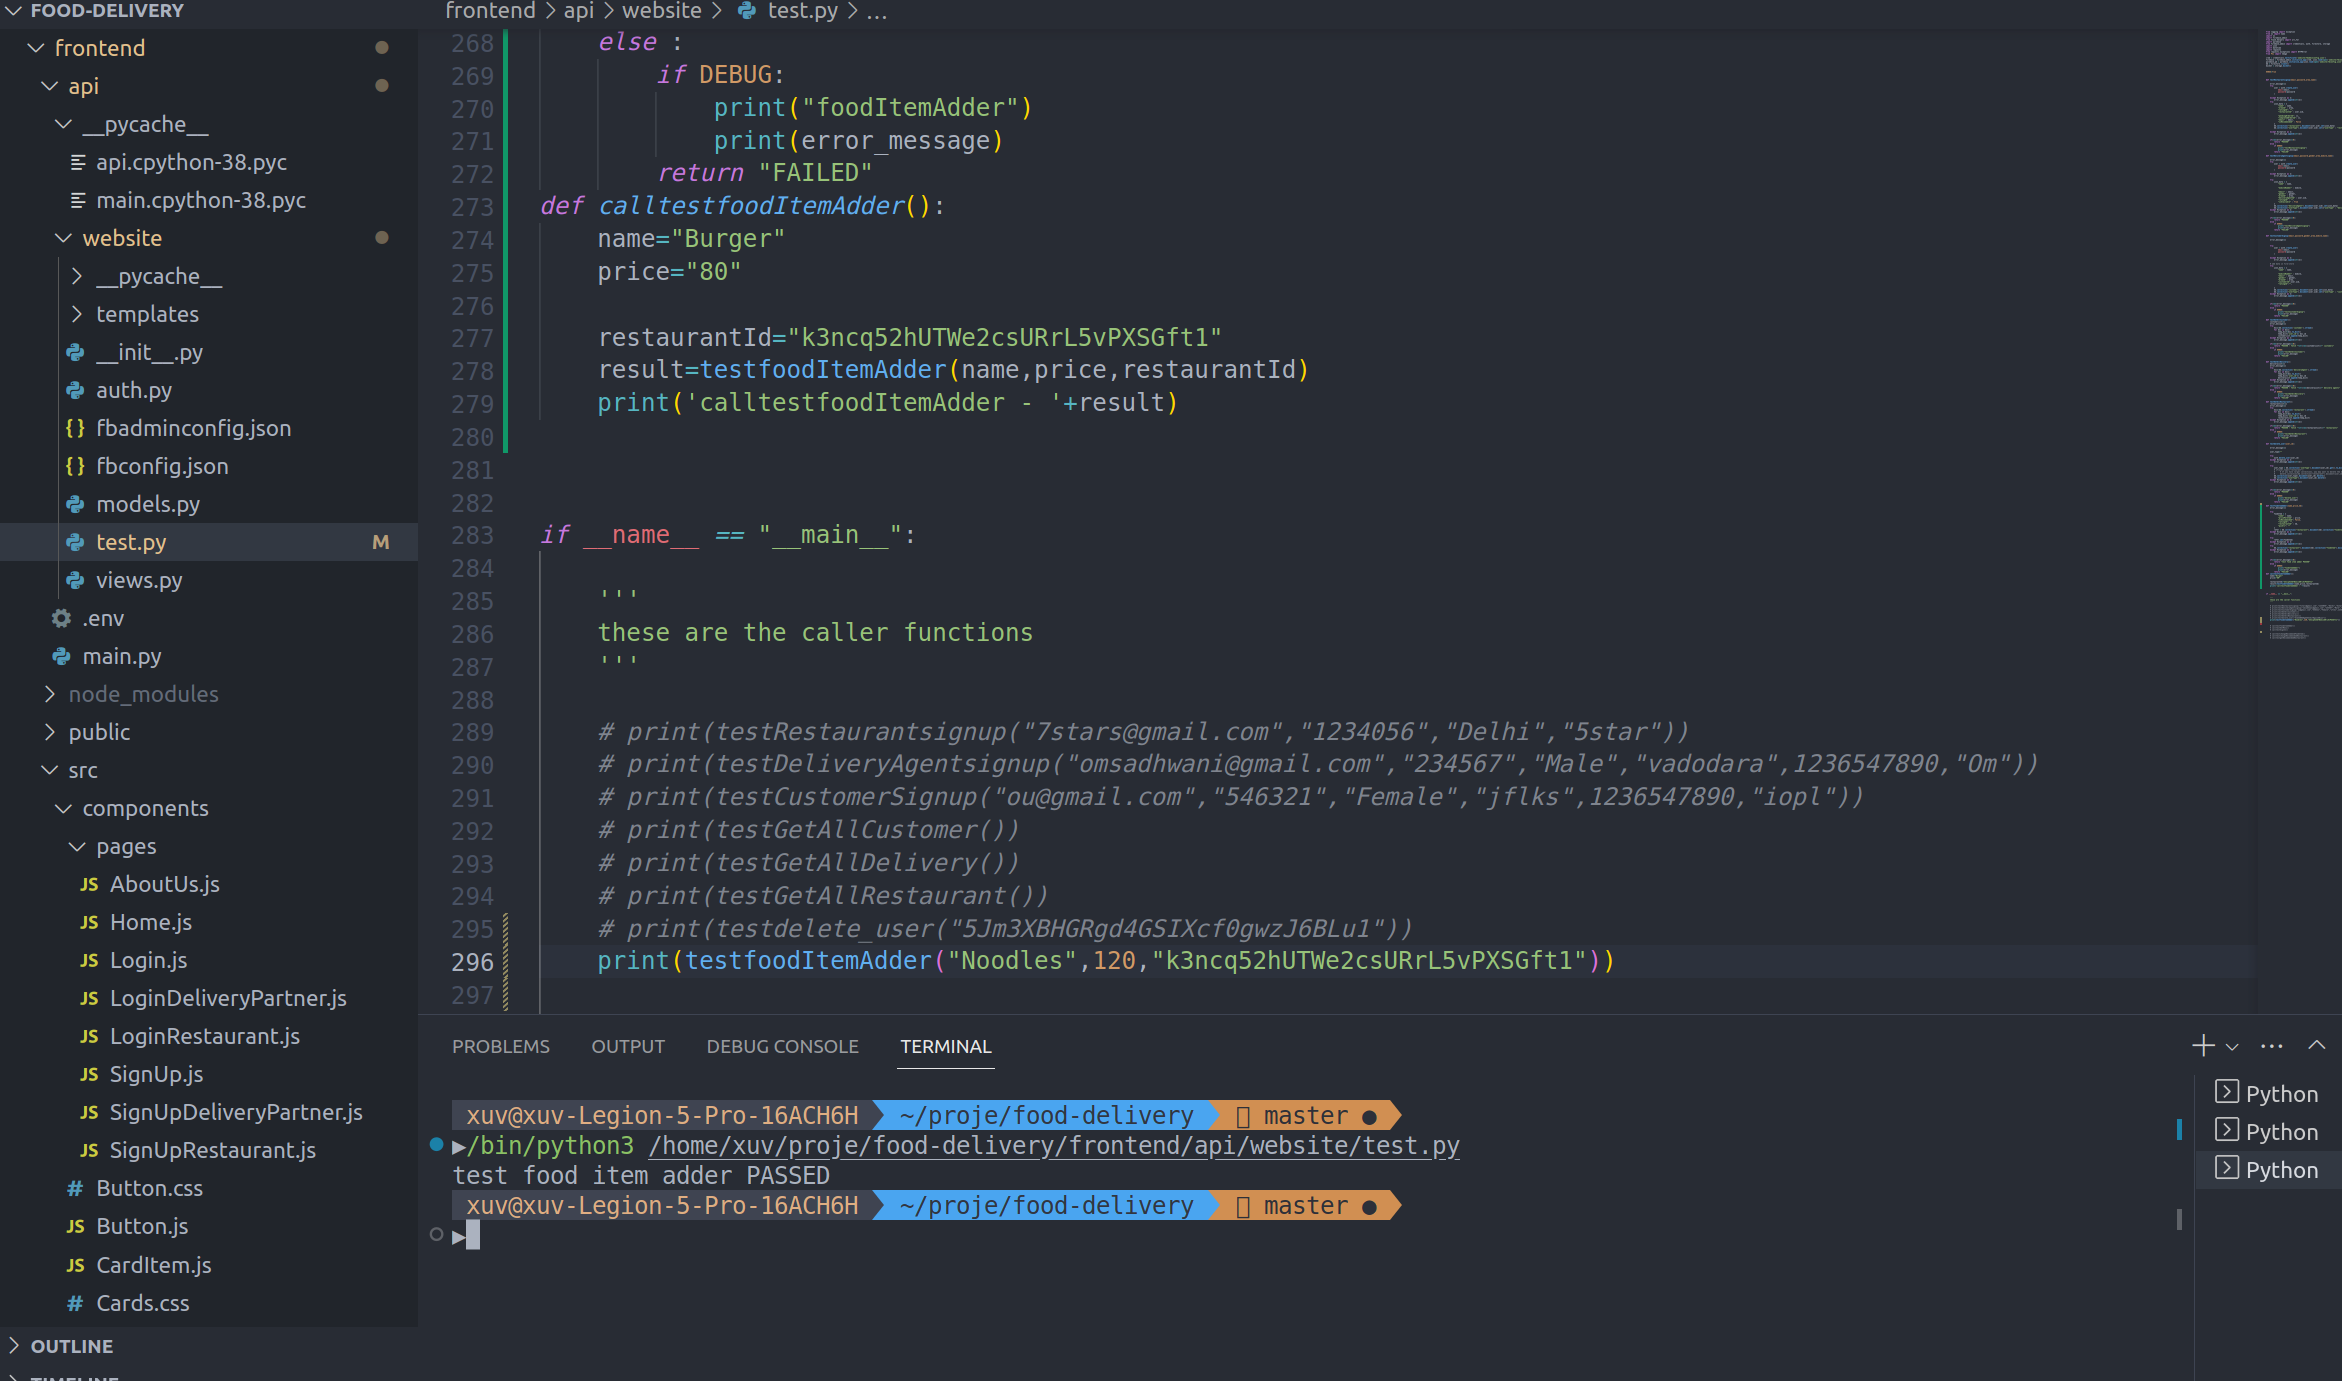 FOOD-DELIVERY
frontend
api
__pycache__
api.cpython-38.pyc
main.cpython-38.pyc
website
__pycache__
templates
__init__.py
auth.py
fbadminconfig.json
fbconfig.json
models.py
test.py M
views.py
.env
main.py
node_modules
public
src
components
pages
JS AboutUs.js
JS Home.js
JS Login.js
JS LoginDeliveryPartner.js
JS LoginRestaurant.js
JS SignUp.js
JS SignUpDeliveryPartner.js
JS SignUpRestaurant.js
# Button.css
JS Button.js
JS CardItem.js
# Cards.css
OUTLINE
TIMELINE
frontend > api > website > test.py > ...
268 else :
269 if DEBUG:
270 print("foodItemAdder")
271 print(error_message)
272 return "FAILED"
273 def calltestfoodItemAdder():
274 name="Burger"
275 price="80"
276
277 restaurantId="k3ncq52hUTWe2csURrL5vPXSGft1"
278 result=testfoodItemAdder(name,price,restaurantId)
279 print('calltestfoodItemAdder - '+result)
280
281
282
283 if __name__ == "__main__":
284
285 '''
286 these are the caller functions
287 '''
288
289 # print(testRestaurantsignup("7stars@gmail.com","1234056","Delhi","5star"))
290 # print(testDeliveryAgentsignup("omsadhwani@gmail.com","234567","Male","vadodara",1236547890,"Om"))
291 # print(testCustomerSignup("ou@gmail.com","546321","Female","jflks",1236547890,"iopl"))
292 # print(testGetAllCustomer())
293 # print(testGetAllDelivery())
294 # print(testGetAllRestaurant())
295 # print(testdelete_user("5Jm3XBHGRgd4GSIXcf0gwzJ6BLu1"))
296 print(testfoodItemAdder("Noodles",120,"k3ncq52hUTWe2csURrL5vPXSGft1"))
297
PROBLEMS OUTPUT DEBUG CONSOLE TERMINAL
xuv@xuv-Legion-5-Pro-16ACH6H ~/proje/food-delivery master ●
▶/bin/python3 /home/xuv/proje/food-delivery/frontend/api/website/test.py
test food item adder PASSED
xuv@xuv-Legion-5-Pro-16ACH6H ~/proje/food-delivery master ●
▶
Python
Python
Python